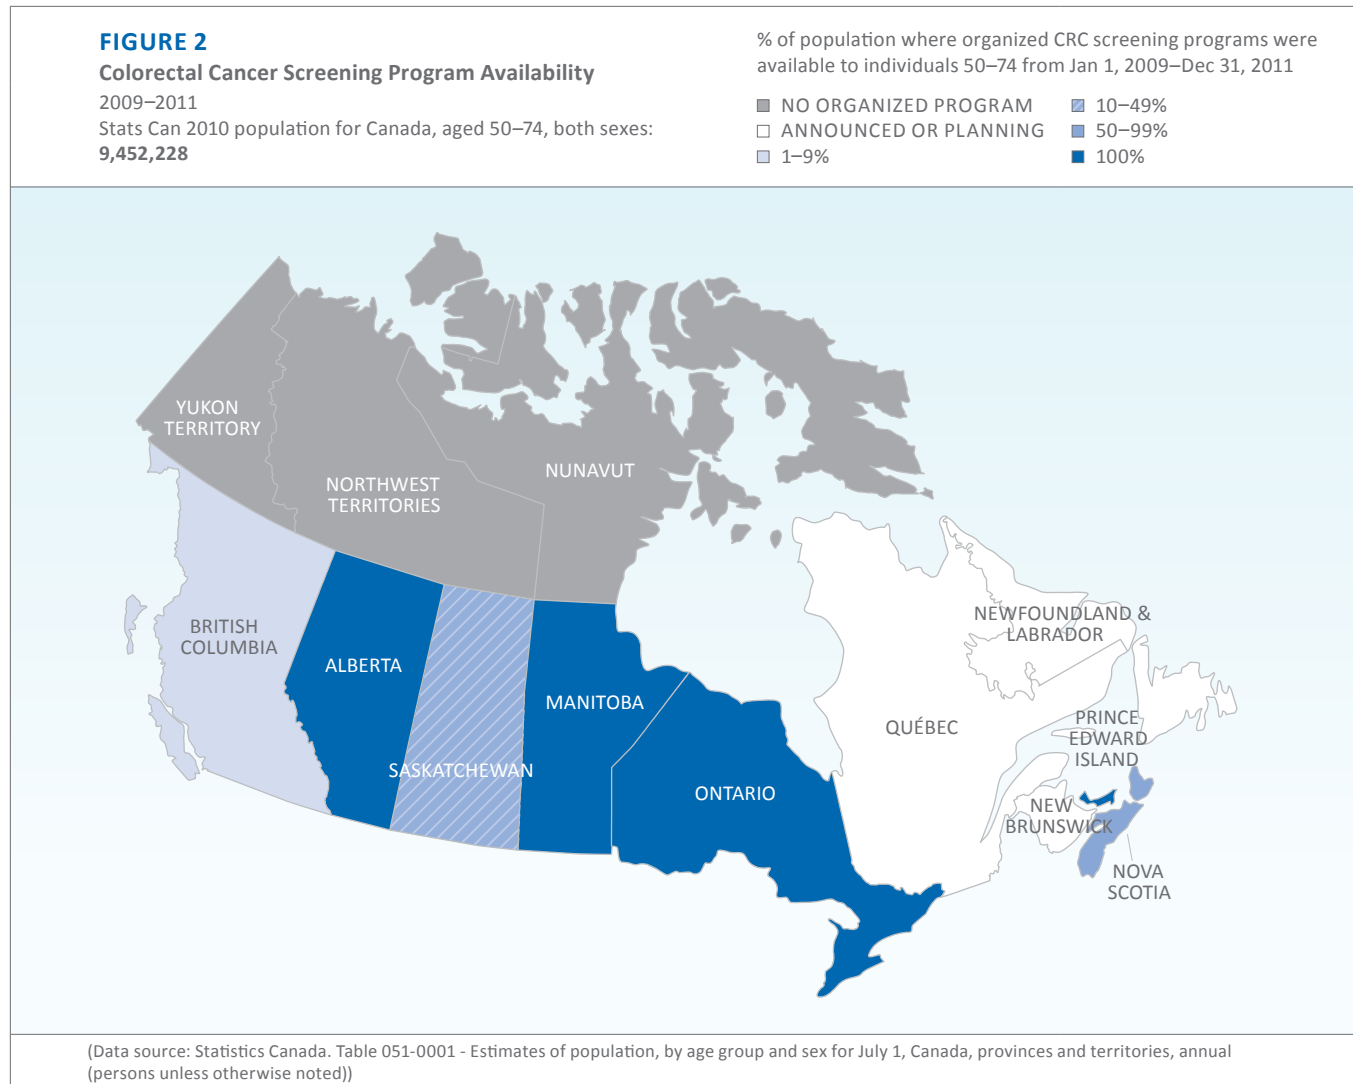 FIGURE 2
Colorectal Cancer Screening Program Availability
2009–2011
Stats Can 2010 population for Canada, aged 50–74, both sexes:
9,452,228
% of population where organized CRC screening programs were
available to individuals 50–74 from Jan 1, 2009–Dec 31, 2011
NO ORGANIZED PROGRAM
ANNOUNCED OR PLANNING
1–9%
10–49%
50–99%
100%
YUKON
TERRITORY
NORTHWEST
TERRITORIES
NUNAVUT
BRITISH
COLUMBIA
ALBERTA
SASKATCHEWAN
MANITOBA
ONTARIO
QUÉBEC
NEWFOUNDLAND &
LABRADOR
PRINCE
EDWARD
ISLAND
NEW
BRUNSWICK
NOVA
SCOTIA
(Data source: Statistics Canada. Table 051-0001 - Estimates of population, by age group and sex for July 1, Canada, provinces and territories, annual
(persons unless otherwise noted))